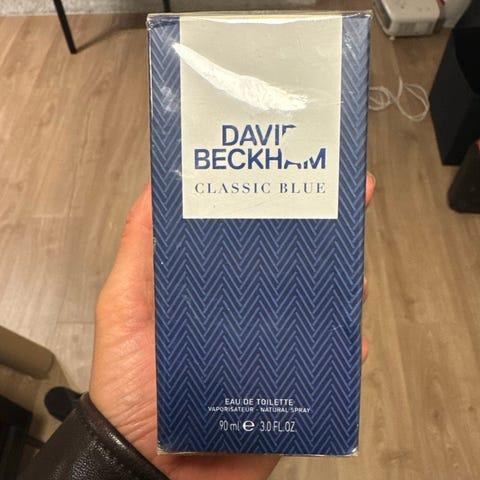 DAVID
BECKHAM
CLASSIC BLUE
EAU DE TOILETTE
VAPORISATEUR - NATURAL SPRAY
90 ml e 3.0 FL.OZ.